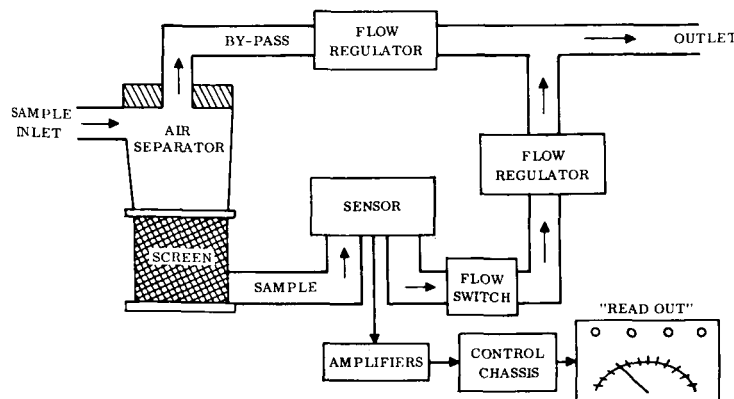 BY-PASS
FLOW
REGULATOR
OUTLET
SAMPLE
INLET
AIR
SEPARATOR
FLOW
REGULATOR
SENSOR
SCREEN
SAMPLE
FLOW
SWITCH
"READ OUT"
AMPLIFIERS
CONTROL
CHASSIS